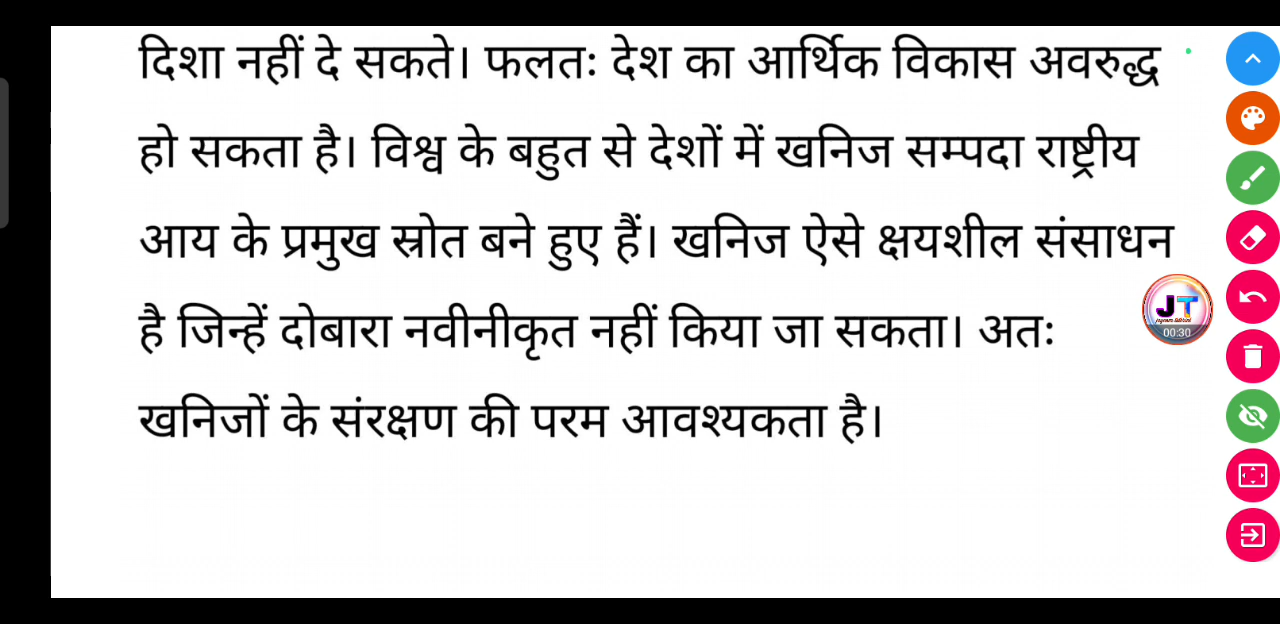 दिशा नहीं दे सकते। फलतः देश का आर्थिक विकास अवरुद्ध
हो सकता है। विश्व के बहुत से देशों में खनिज सम्पदा राष्ट्रीय
आय के प्रमुख स्रोत बने हुए हैं। खनिज ऐसे क्षयशील संसाधन
है जिन्हें दोबारा नवीनीकृत नहीं किया जा सकता। अतः
खनिजों के संरक्षण की परम आवश्यकता है।
JT
00:30